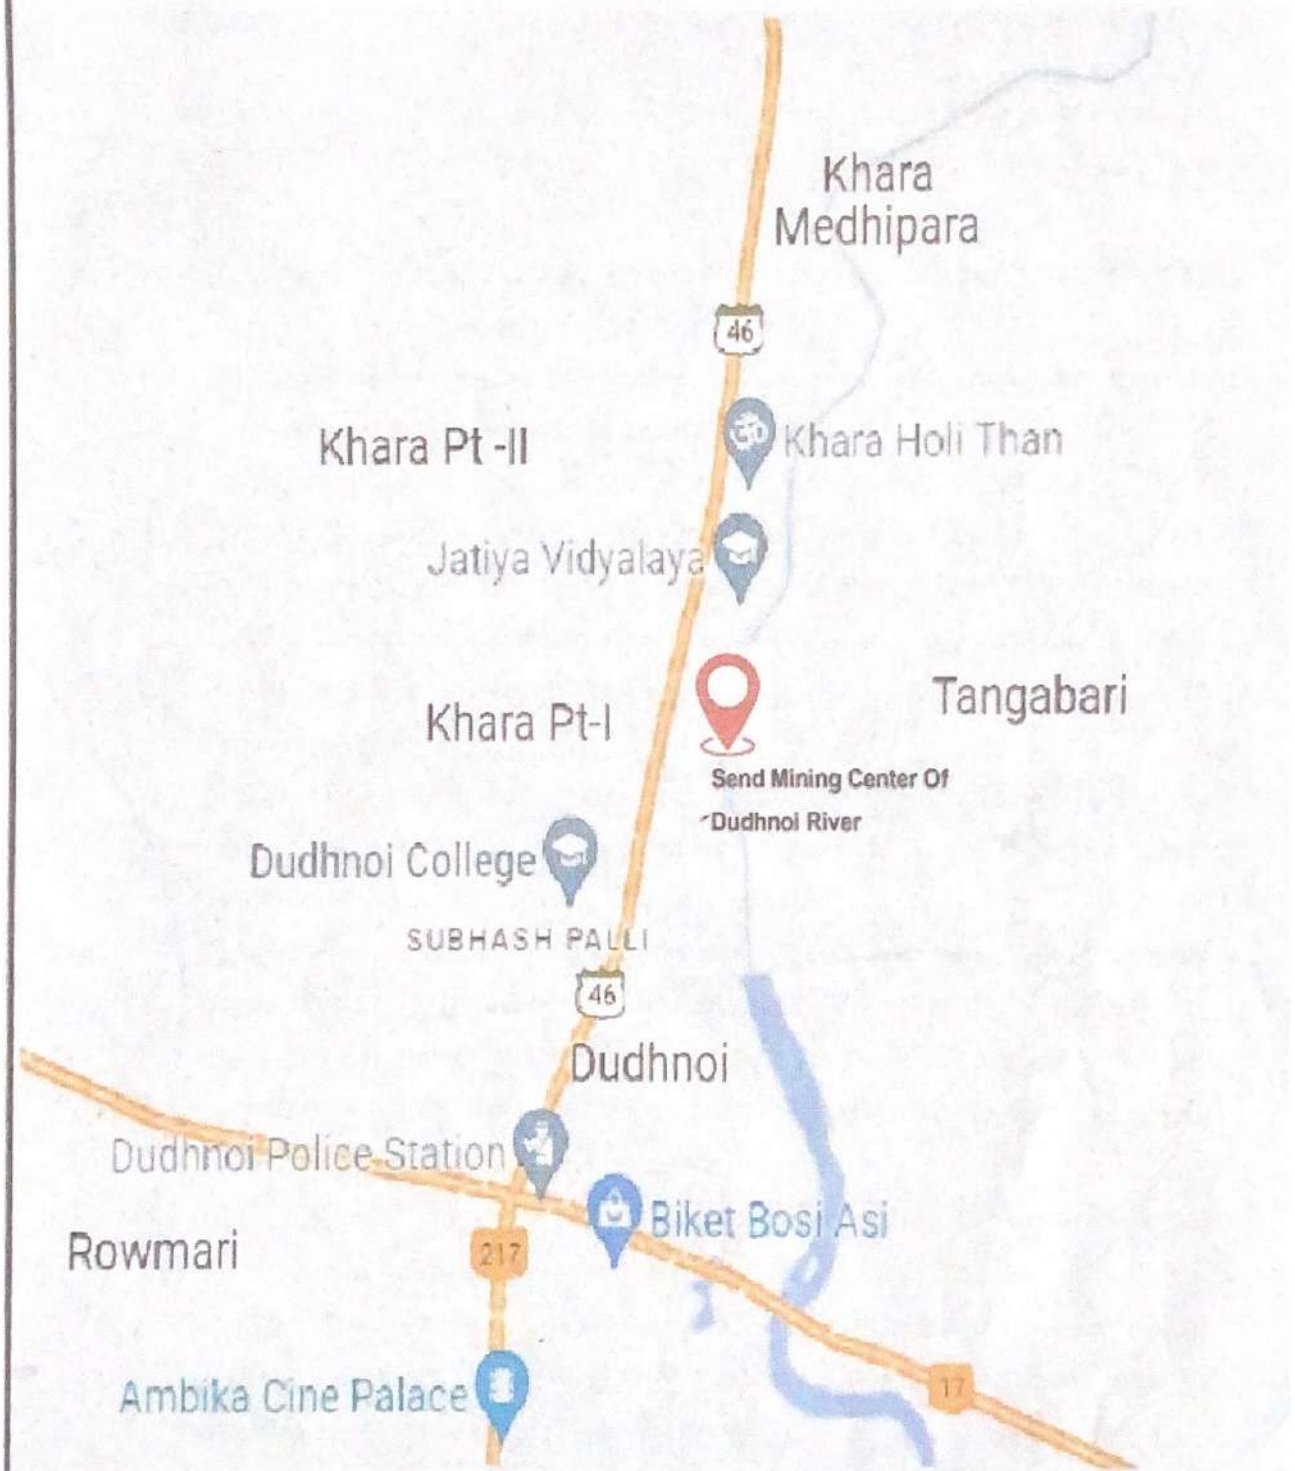 Khara
Medhipara
46
Khara Pt -II
Khara Holi Than
Jatiya Vidyalaya
Khara Pt-I
Tangabari
Send Mining Center Of
Dudhnoi River
Dudhnoi College
SUBHASH PALLI
46
Dudhnoi
Dudhnoi Police Station
Biket Bosi Asi
Rowmari
217
Ambika Cine Palace
17